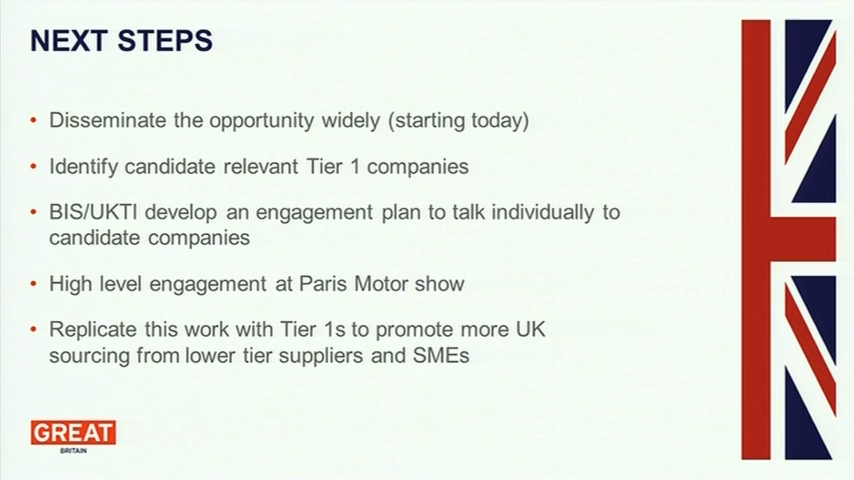 NEXT STEPS
• Disseminate the opportunity widely (starting today)
• Identify candidate relevant Tier 1 companies
• BIS/UKTI develop an engagement plan to talk individually to
candidate companies
• High level engagement at Paris Motor show
• Replicate this work with Tier 1s to promote more UK
sourcing from lower tier suppliers and SMEs
GREAT
BRITAIN